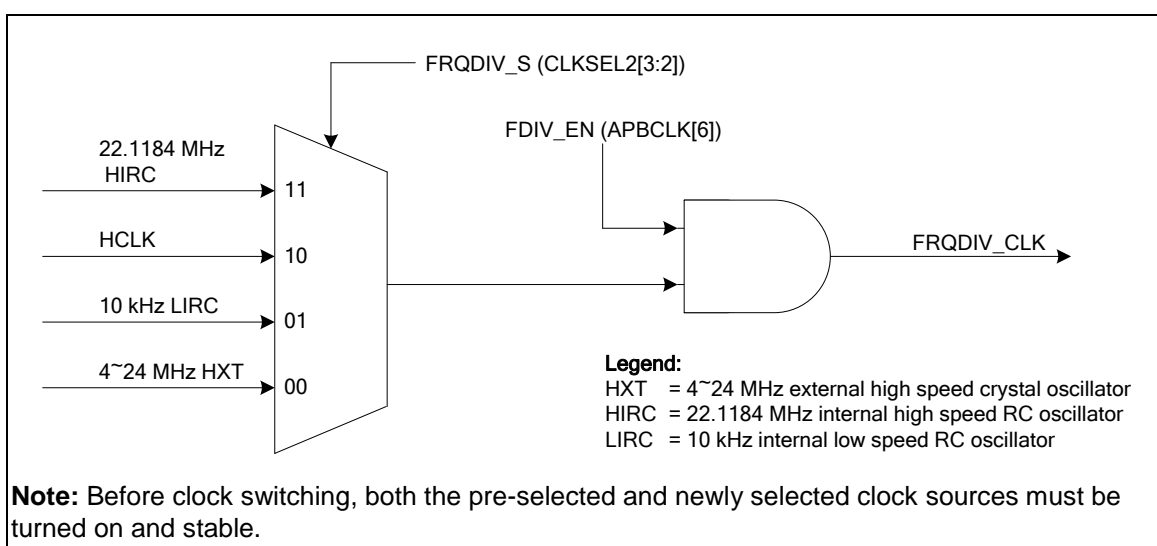 FRQDIV_S (CLKSEL2[3:2])
FDIV_EN (APBCLK[6])
22.1184 MHz
HIRC
11
HCLK
10
10 kHz LIRC
01
4~24 MHz HXT
00
FRQDIV_CLK
Legend:
HXT = 4~24 MHz external high speed crystal oscillator
HIRC = 22.1184 MHz internal high speed RC oscillator
LIRC = 10 kHz internal low speed RC oscillator
Note: Before clock switching, both the pre-selected and newly selected clock sources must be
turned on and stable.